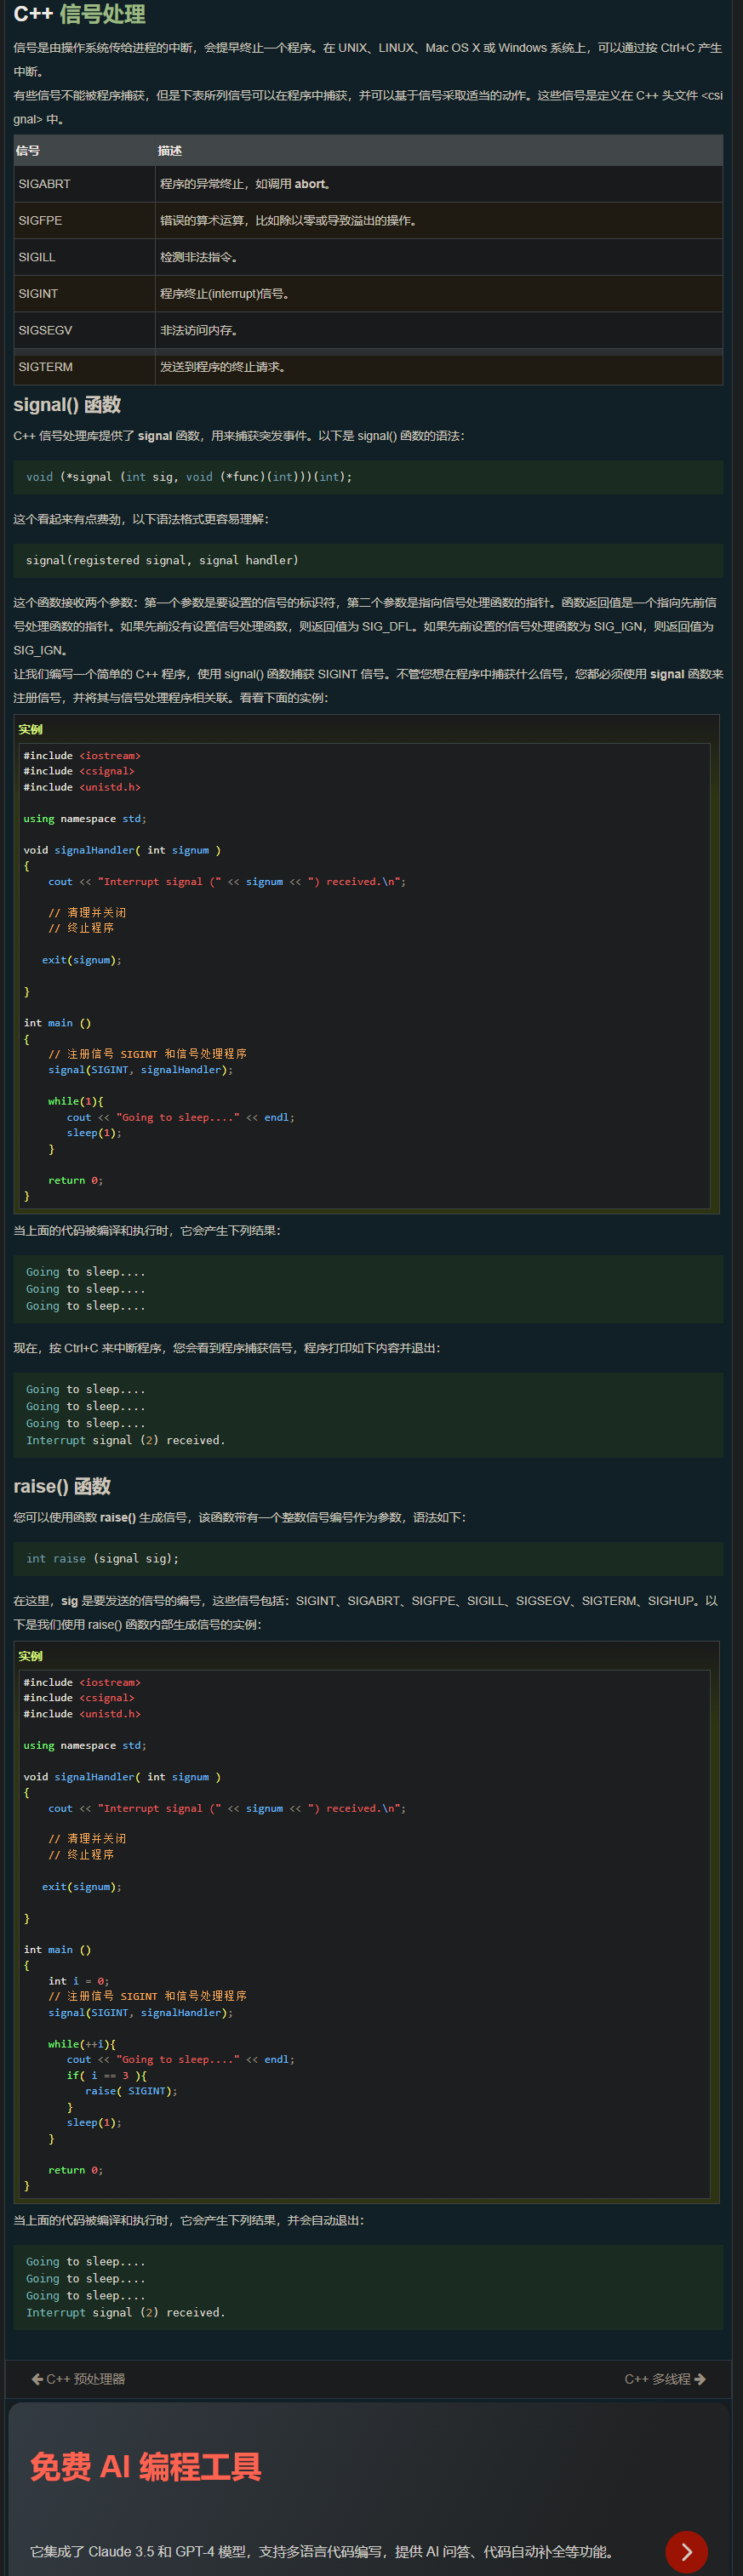 C++ 信号处理
信号是由操作系统传给进程的中断，会提早终止一个程序。在 UNIX、LINUX、Mac OS X 或 Windows 系统上，可以通过按 Ctrl+C 产生
中断。
有些信号不能被程序捕获，但是下表所列信号可以在程序中捕获，并可以基于信号采取适当的动作。这些信号是定义在 C++ 头文件 <csi
gnal> 中。
信号 描述
SIGABRT 程序的异常终止，如调用 abort。
SIGFPE 错误的算术运算，比如除以零或导致溢出的操作。
SIGILL 检测非法指令。
SIGINT 程序终止(interrupt)信号。
SIGSEGV 非法访问内存。
SIGTERM 发送到程序的终止请求。
signal() 函数
C++ 信号处理库提供了 signal 函数，用来捕获突发事件。以下是 signal() 函数的语法：
void (*signal (int sig, void (*func)(int)))(int);
这个看起来有点费劲，以下语法格式更容易理解：
signal(registered signal, signal handler)
这个函数接收两个参数：第一个参数是要设置的信号的标识符，第二个参数是指向信号处理函数的指针。函数返回值是一个指向先前信
号处理函数的指针。如果先前没有设置信号处理函数，则返回值为 SIG_DFL。如果先前设置的信号处理函数为 SIG_IGN，则返回值为
SIG_IGN。
让我们编写一个简单的 C++ 程序，使用 signal() 函数捕获 SIGINT 信号。不管您想在程序中捕获什么信号，您都必须使用 signal 函数来
注册信号，并将其与信号处理程序相关联。看看下面的实例：
实例
#include <iostream>
#include <csignal>
#include <unistd.h>
using namespace std;
void signalHandler( int signum )
{
cout << "Interrupt signal (" << signum << ") received.\n";
// 清理并关闭
// 终止程序
exit(signum);
}
int main ()
{
// 注册信号 SIGINT 和信号处理程序
signal(SIGINT, signalHandler);
while(1){
cout << "Going to sleep...." << endl;
sleep(1);
}
return 0;
}
当上面的代码被编译和执行时，它会产生下列结果：
Going to sleep....
Going to sleep....
Going to sleep....
现在，按 Ctrl+C 来中断程序，您会看到程序捕获信号，程序打印如下内容并退出：
Going to sleep....
Going to sleep....
Going to sleep....
Interrupt signal (2) received.
raise() 函数
您可以使用函数 raise() 生成信号，该函数带有一个整数信号编号作为参数，语法如下：
int raise (signal sig);
在这里，sig 是要发送的信号的编号，这些信号包括：SIGINT、SIGABRT、SIGFPE、SIGILL、SIGSEGV、SIGTERM、SIGHUP。以
下是我们使用 raise() 函数内部生成信号的实例：
实例
#include <iostream>
#include <csignal>
#include <unistd.h>
using namespace std;
void signalHandler( int signum )
{
cout << "Interrupt signal (" << signum << ") received.\n";
// 清理并关闭
// 终止程序
exit(signum);
}
int main ()
{
int i = 0;
// 注册信号 SIGINT 和信号处理程序
signal(SIGINT, signalHandler);
while(++i){
cout << "Going to sleep...." << endl;
if( i == 3 ){
raise( SIGINT);
}
sleep(1);
}
return 0;
}
当上面的代码被编译和执行时，它会产生下列结果，并会自动退出：
Going to sleep....
Going to sleep....
Going to sleep....
Interrupt signal (2) received.
C++ 预处理器 C++ 多线程
免费 AI 编程工具
它集成了 Claude 3.5 和 GPT-4 模型，支持多语言代码编写，提供 AI 问答、代码自动补全等功能。